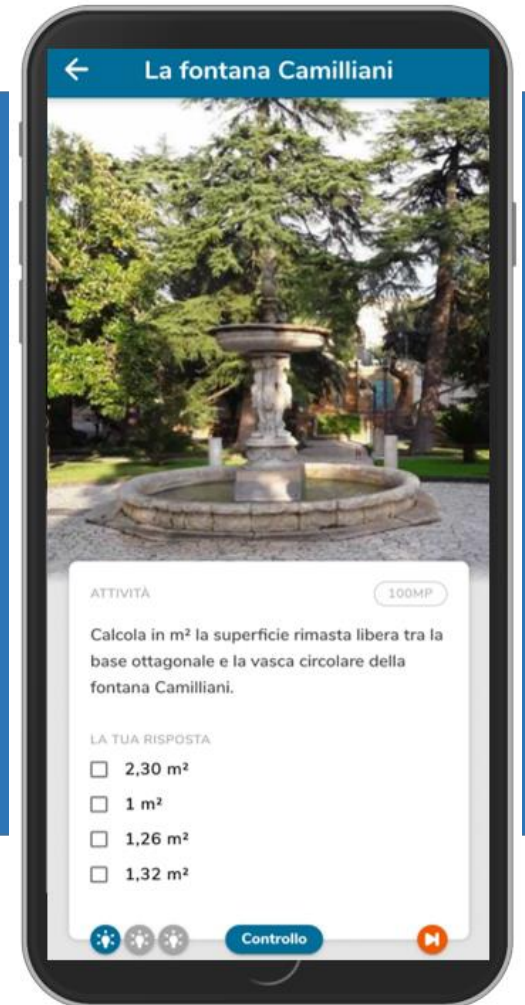 La fontana Camilliani
ATTIVITÀ
100MP
Calcola in m² la superficie rimasta libera tra la
base ottagonale e la vasca circolare della
fontana Camilliani.
LA TUA RISPOSTA
2,30 m²
1 m²
1,26 m²
1,32 m²
Controllo